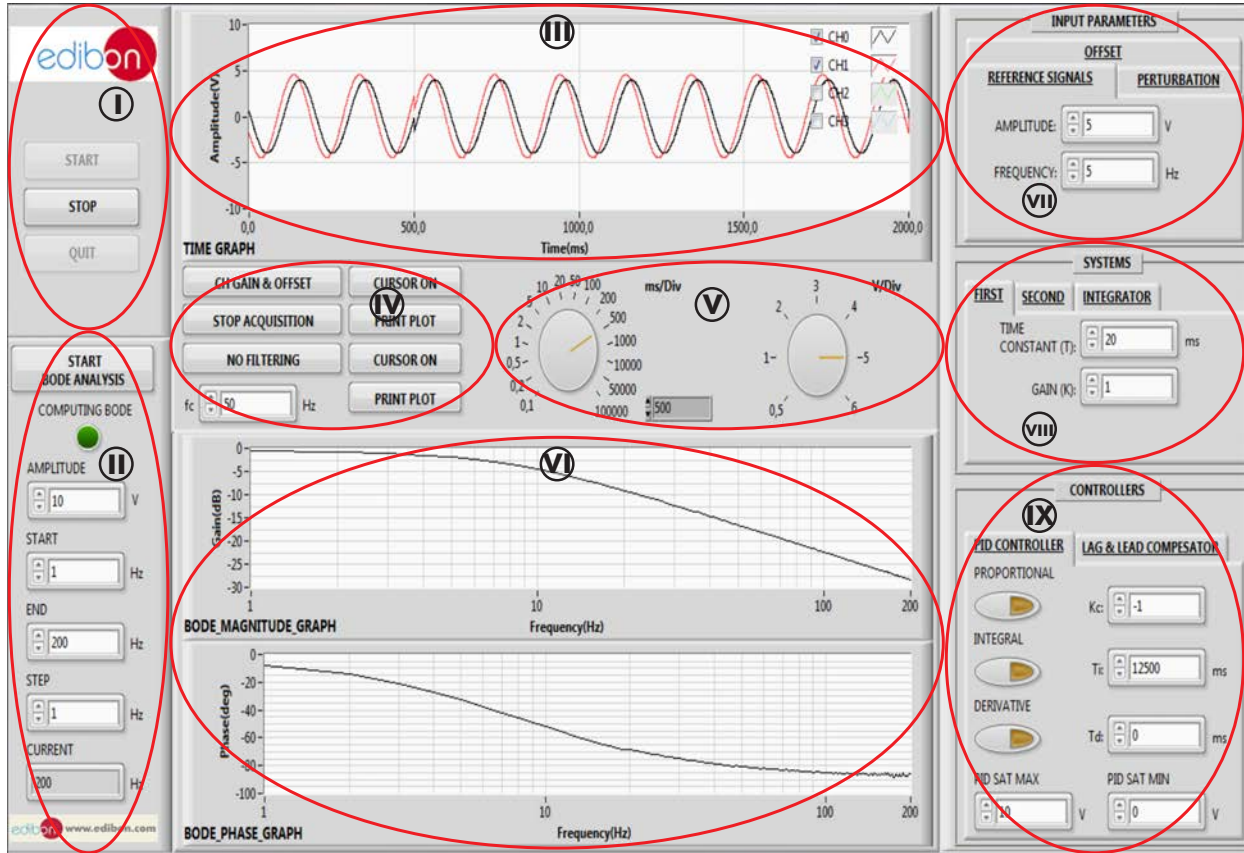 edibon
I
START
STOP
QUIT
START
BODE ANALYSIS
COMPUTING BODE
II
AMPLITUDE
10 V
START
1 Hz
END
200 Hz
STEP
1 Hz
CURRENT
200 Hz
edibon www.edibon.com
III
Amplitude(V)
10-
5-
0-
-5-
-10-
0,0 500,0 1000,0 1500,0 2000,0
Time(ms)
TIME GRAPH
CH0
CH1
CH2
CH3
CH GAIN & OFFSET CURSOR ON
IV
STOP ACQUISITION PRINT PLOT
NO FILTERING CURSOR ON
fc 50 Hz PRINT PLOT
V
ms/Div
0,1 0,2 0,5 1 2 5 10 20 50 100 200 500 1000 10000 50000 100000
500
V/Div
0,5 1 2 3 4 5 6
VI
Gain(dB)
0-
-5-
-10-
-15-
-20-
-25-
-30-
1 10 100 200
BODE_MAGNITUDE_GRAPH Frequency(Hz)
Phase(deg)
0-
-20-
-40-
-60-
-80-
-100-
1 10 100 200
BODE_PHASE_GRAPH Frequency(Hz)
INPUT PARAMETERS
OFFSET
REFERENCE SIGNALS PERTURBATION
AMPLITUDE: 5 V
FREQUENCY: 5 Hz
VII
SYSTEMS
FIRST SECOND INTEGRATOR
TIME
CONSTANT (T): 20 ms
GAIN (K): 1
VIII
CONTROLLERS
IX
PID CONTROLLER LAG & LEAD COMPESATOR
PROPORTIONAL
Kc: -1
INTEGRAL
Ti: 12500 ms
DERIVATIVE
Td: 0 ms
PID SAT MAX PID SAT MIN
10 V 0 V